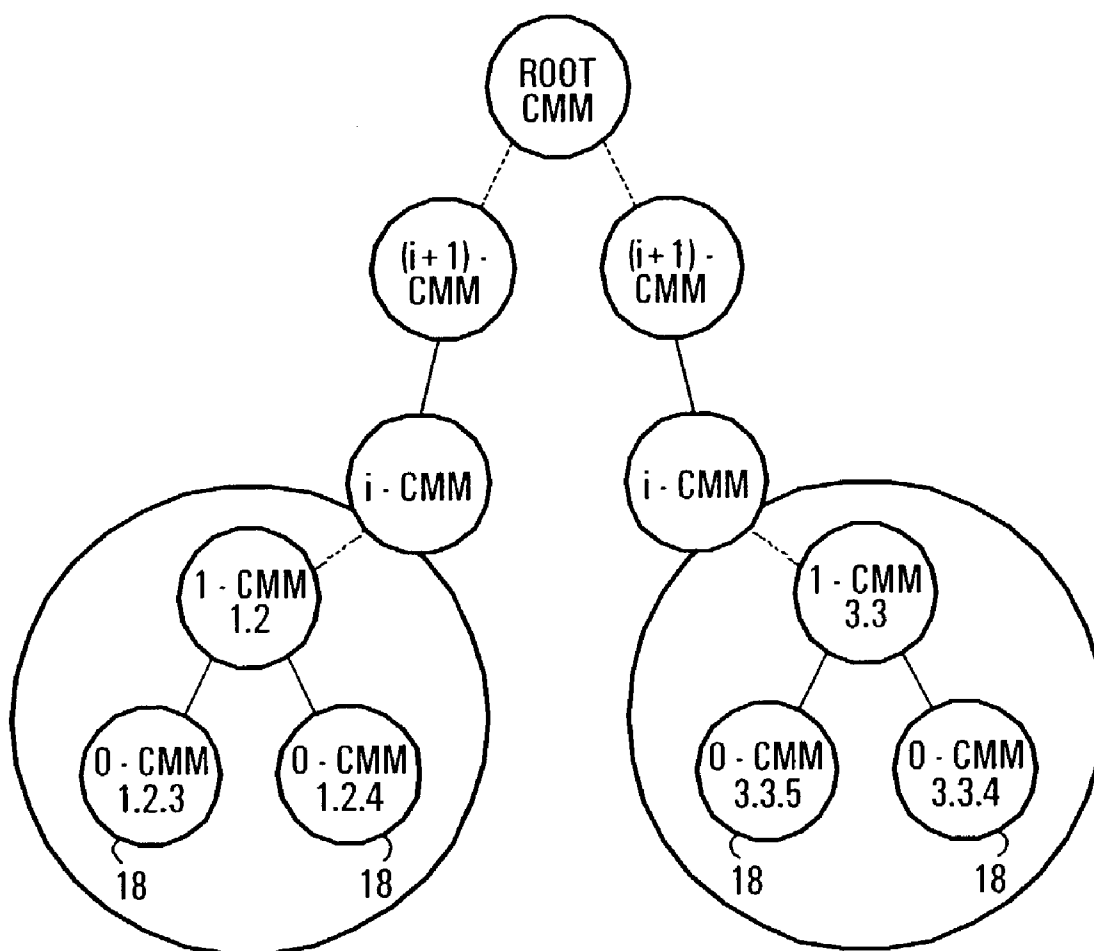 ROOT
CMM
(i + 1) -
CMM
(i + 1) -
CMM
i - CMM
i - CMM
1 - CMM
1.2
1 - CMM
3.3
0 - CMM
1.2.3
0 - CMM
1.2.4
0 - CMM
3.3.5
0 - CMM
3.3.4
18
18
18
18